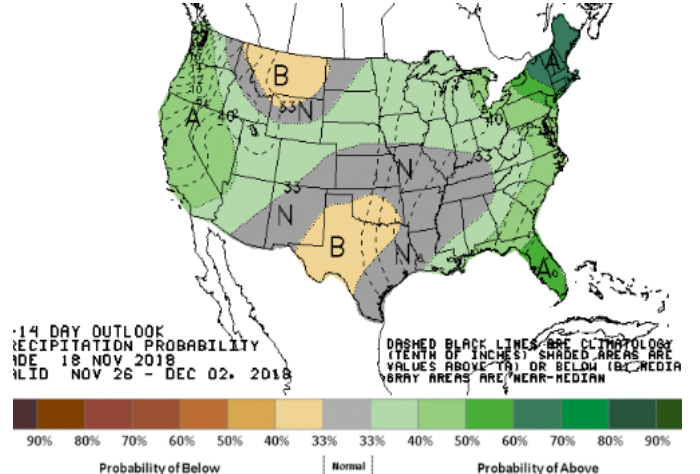 A
B
33
N
A
40
40
33
33
N
N
B
N
A
-14 DAY OUTLOOK
RECIPITATION PROBABILITY
ADE 18 NOV 2018
ALID NOV 26 - DEC 02, 2018
DASHED BLACK LINES ARE CLIMATOLOGY
(TENTH OF INCHES) SHADED AREAS ARE
VALUES ABOVE (A) OR BELOW (B) MEDIA
GRAY AREAS ARE NEAR-MEDIAN
90% 80% 70% 60% 50% 40% 33% 33% 40% 50% 60% 70% 80% 90%
Probability of Below Normal Probability of Above